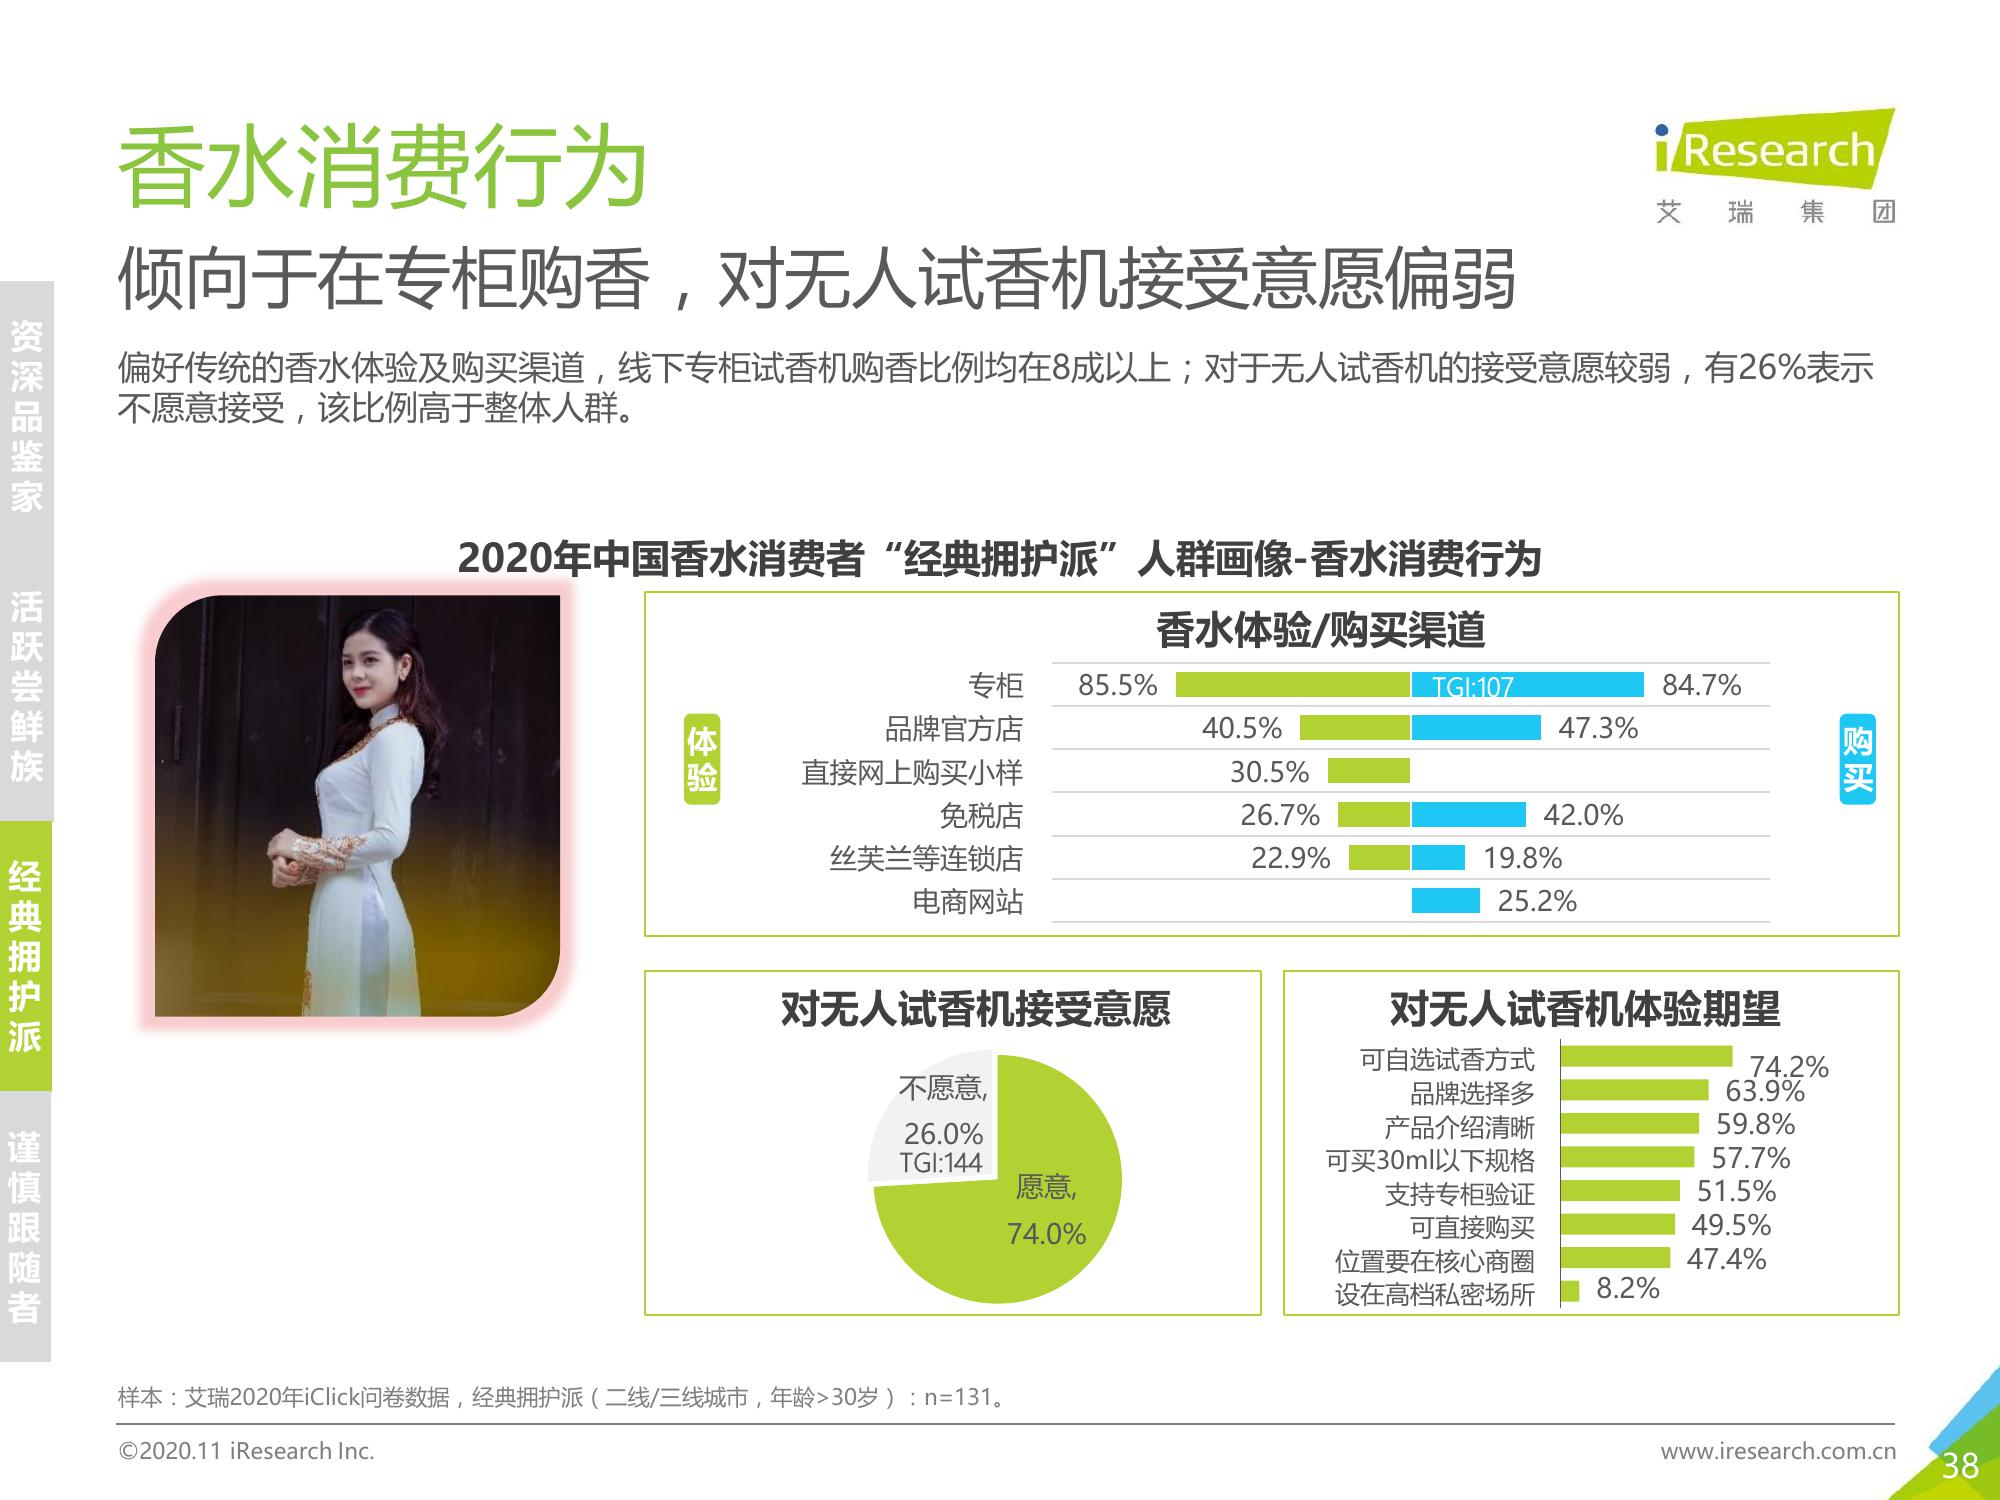 香水消费行为
iResearch
艾瑞集团
倾向于在专柜购香，对无人试香机接受意愿偏弱
偏好传统的香水体验及购买渠道，线下专柜试香机购香比例均在8成以上；对于无人试香机的接受意愿较弱，有26%表示
不愿意接受，该比例高于整体人群。
资深品鉴家
活跃尝鲜族
经典拥护派
谨慎跟随者
2020年中国香水消费者“经典拥护派”人群画像-香水消费行为
香水体验/购买渠道
体验
购买
专柜 85.5% TGI:107 84.7%
品牌官方店 40.5% 47.3%
直接网上购买小样 30.5%
免税店 26.7% 42.0%
丝芙兰等连锁店 22.9% 19.8%
电商网站 25.2%
对无人试香机接受意愿
不愿意,
26.0%
TGI:144
愿意,
74.0%
对无人试香机体验期望
可自选试香方式 74.2%
品牌选择多 63.9%
产品介绍清晰 59.8%
可买30ml以下规格 57.7%
支持专柜验证 51.5%
可直接购买 49.5%
位置要在核心商圈 47.4%
设在高档私密场所 8.2%
样本：艾瑞2020年iClick问卷数据，经典拥护派（二线/三线城市，年龄>30岁）：n=131。
©2020.11 iResearch Inc.
www.iresearch.com.cn
38